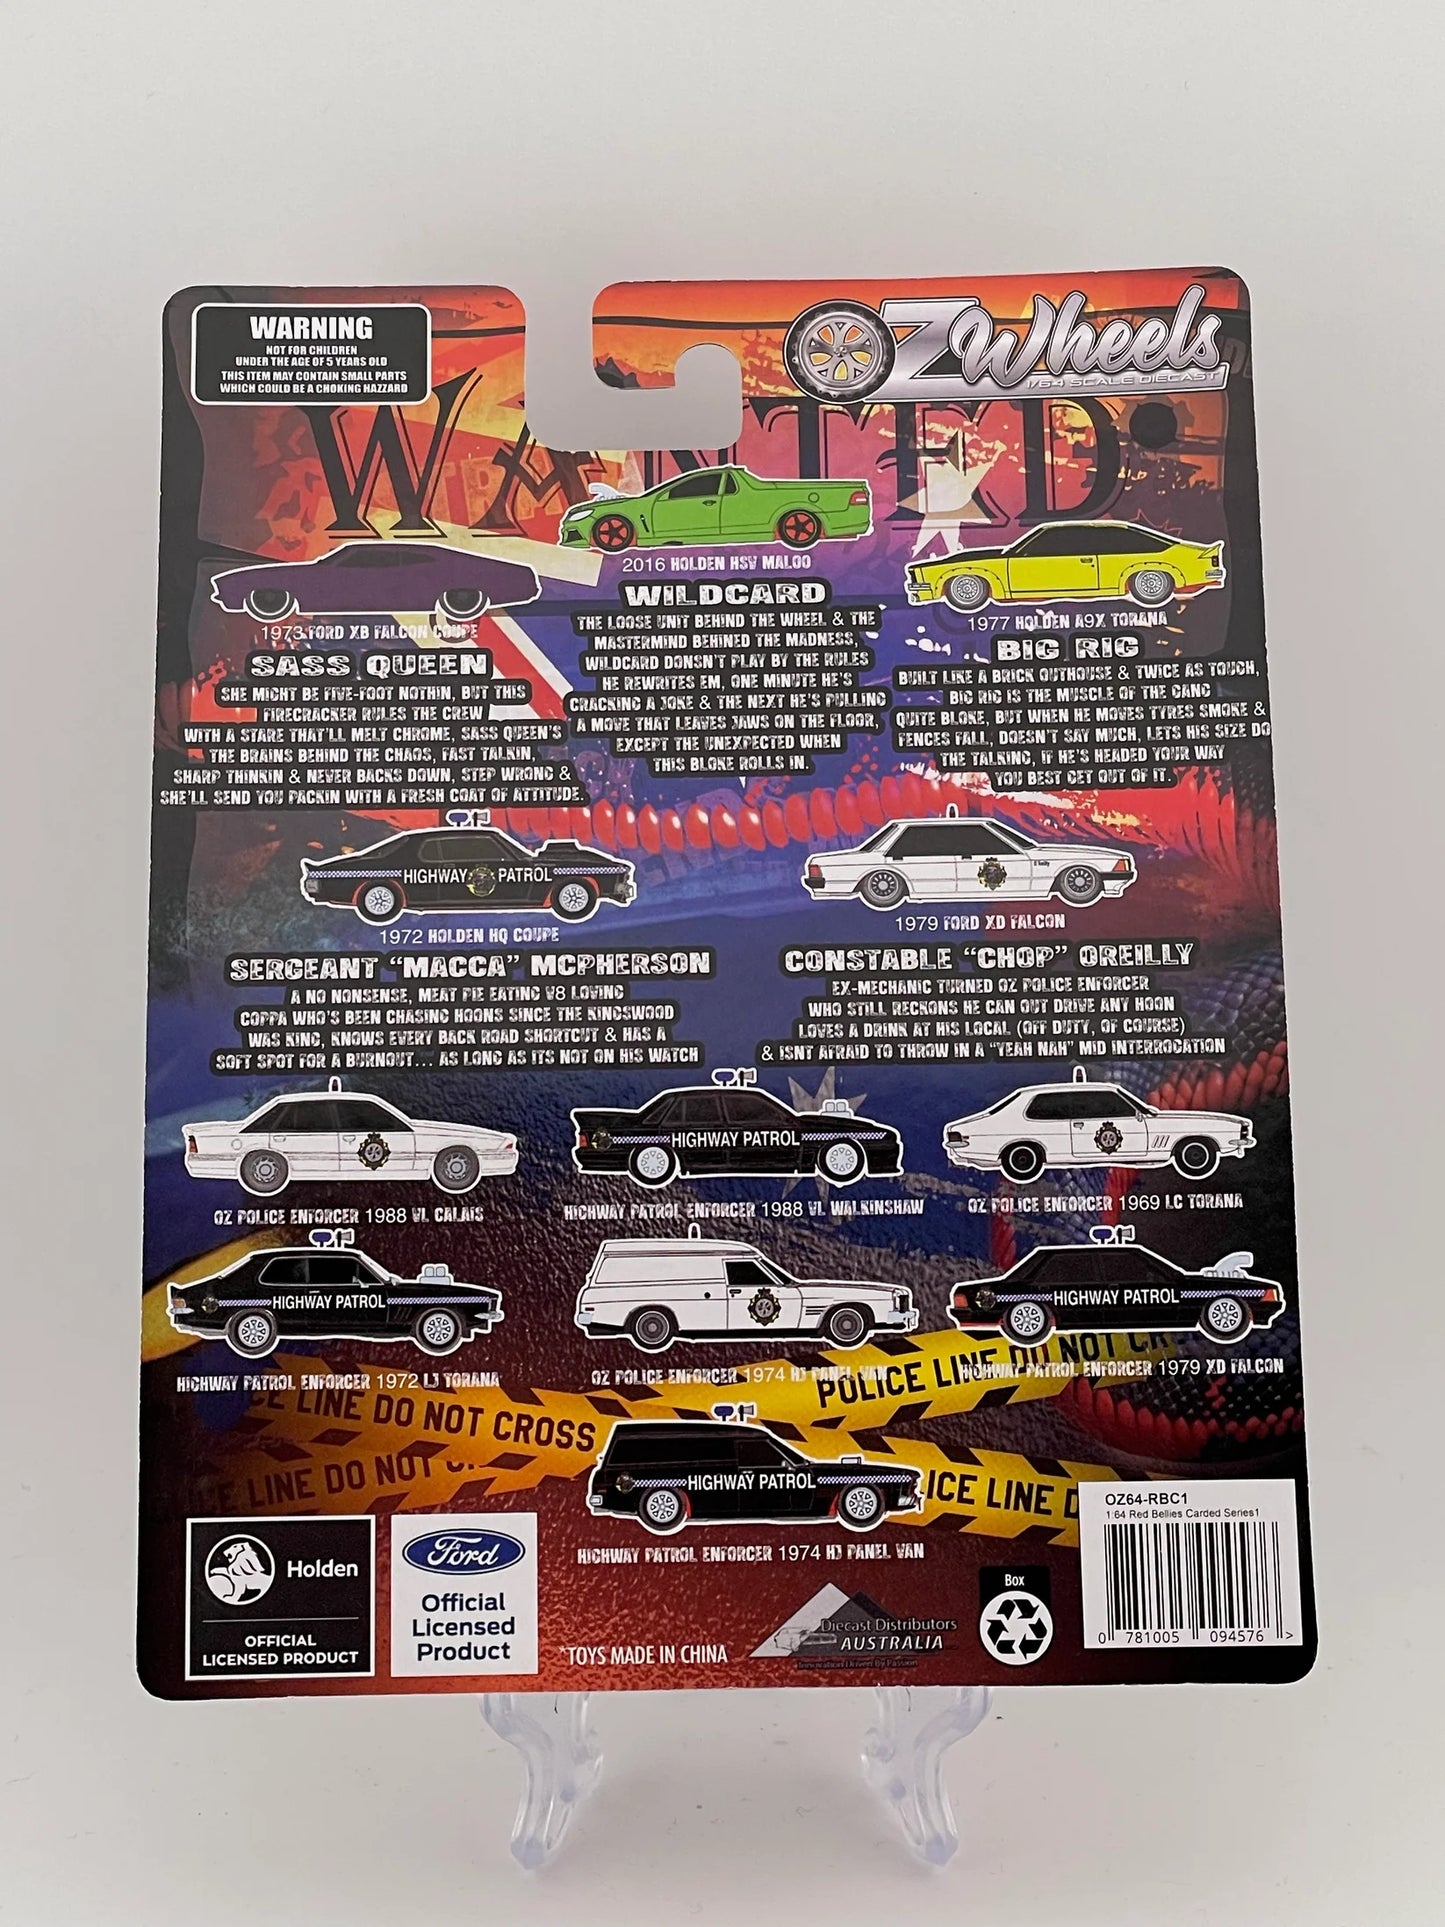 WARNING
NOT FOR CHILDREN
UNDER THE AGE OF 5 YEARS OLD
THIS ITEM MAY CONTAIN SMALL PARTS
WHICH COULD BE A CHOKING HAZZARD
OZ Wheels
1/64 SCALE DIECAST
WANTED
2016 HOLDEN HSV MALOO
WILDCARD
THE LOOSE UNIT BEHIND THE WHEEL & THE
MASTERMIND BEHINED THE MADNESS,
WILDCARD DONSN'T PLAY BY THE RULES
HE REWRITES EM, ONE MINUTE HE'S
CRACKING A JOKE & THE NEXT HE'S PULLING
A MOVE THAT LEAVES JAWS ON THE FLOOR,
EXCEPT THE UNEXPECTED WHEN
THIS BLOKE ROLLS IN.
1973 FORD XB FALCON COUPE
SASS QUEEN
SHE MIGHT BE FIVE-FOOT NOTHIN, BUT THIS
FIRECRACKER RULES THE CREW
WITH A STARE THAT'LL MELT CHROME, SASS QUEEN'S
THE BRAINS BEHIND THE CHAOS, FAST TALKIN,
SHARP THINKIN & NEVER BACKS DOWN, STEP WRONG &
SHE'LL SEND YOU PACKIN WITH A FRESH COAT OF ATTITUDE.
1977 HOLDEN A9X TORANA
BIG RIG
BUILT LIKE A BRICK OUTHOUSE & TWICE AS TOUGH,
BIG RIG IS THE MUSCLE OF THE GANG
QUITE BLOKE, BUT WHEN HE MOVES TYRES SMOKE &
FENCES FALL, DOESN'T SAY MUCH, LETS HIS SIZE DO
THE TALKING, IF HE'S HEADED YOUR WAY
YOU BEST GET OUT OF IT.
HIGHWAY PATROL
1972 HOLDEN HQ COUPE
SERGEANT "MACCA" MCPHERSON
A NO NONSENSE, MEAT PIE EATING V8 LOVING
COPPA WHO'S BEEN CHASING HOONS SINCE THE KINGSWOOD
WAS KING, KNOWS EVERY BACK ROAD SHORTCUT & HAS A
SOFT SPOT FOR A BURNOUT... AS LONG AS ITS NOT ON HIS WATCH
1979 FORD XD FALCON
CONSTABLE "CHOP" OREILLY
EX-MECHANIC TURNED OZ POLICE ENFORCER
WHO STILL RECKONS HE CAN OUT DRIVE ANY HOON
LOVES A DRINK AT HIS LOCAL (OFF DUTY, OF COURSE)
& ISNT AFRAID TO THROW IN A "YEAH NAH" MID INTERROGATION
OZ POLICE ENFORCER 1988 VL CALAIS
HIGHWAY PATROL
HIGHWAY PATROL ENFORCER 1988 VL WALKINSHAW
OZ POLICE ENFORCER 1969 LC TORANA
HIGHWAY PATROL
HIGHWAY PATROL ENFORCER 1972 LJ TORANA
OZ POLICE ENFORCER 1974 HJ PANEL VAN
HIGHWAY PATROL
HIGHWAY PATROL ENFORCER 1979 XD FALCON
POLICE LINE DO NOT CR
CE LINE DO NOT CROSS
E LINE DO NOT
ICE LINE D
HIGHWAY PATROL
HIGHWAY PATROL ENFORCER 1974 HJ PANEL VAN
Holden
OFFICIAL
LICENSED PRODUCT
Ford
Official
Licensed
Product
*TOYS MADE IN CHINA
Diecast Distributors
AUSTRALIA
Innovation Driven By Passion
Box
OZ64-RBC1
1:64 Red Bellies Carded Series1
0 781005 094576 >